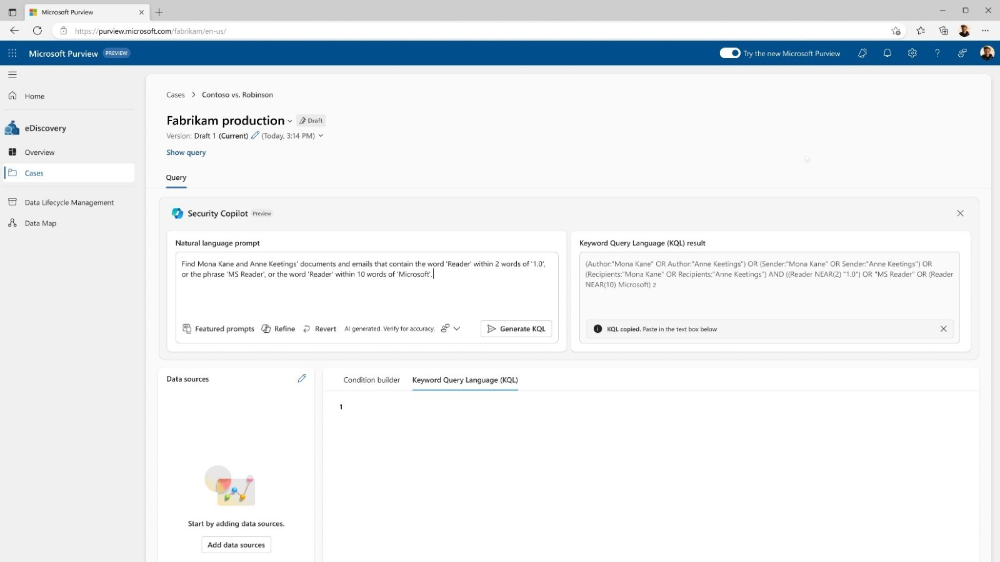 Microsoft Purview
https://purview.microsoft.com/fabrikam/en-us/
Microsoft Purview PREVIEW
Try the new Microsoft Purview
Home
eDiscovery
Overview
Cases
Data Lifecycle Management
Data Map
Cases > Contoso vs. Robinson
Fabrikam production Draft
Version: Draft 1 (Current) (Today, 3:14 PM)
Show query
Query
Security Copilot Preview
Natural language prompt
Find Mona Kane and Anne Keetings' documents and emails that contain the word 'Reader' within 2 words of '1.0',
or the phrase 'MS Reader', or the word 'Reader' within 10 words of 'Microsoft'.
Featured prompts Refine Revert AI generated. Verify for accuracy. Generate KQL
Keyword Query Language (KQL) result
(Author:"Mona Kane" OR Author:"Anne Keetings") OR (Sender:"Mona Kane" OR Sender:"Anne Keetings") OR
(Recipients:"Mona Kane" OR Recipients:"Anne Keetings") AND ((Reader NEAR(2) "1.0") OR "MS Reader" OR (Reader
NEAR(10) Microsoft) z
KQL copied. Paste in the text box below
Data sources
Start by adding data sources.
Add data sources
Condition builder Keyword Query Language (KQL)
1